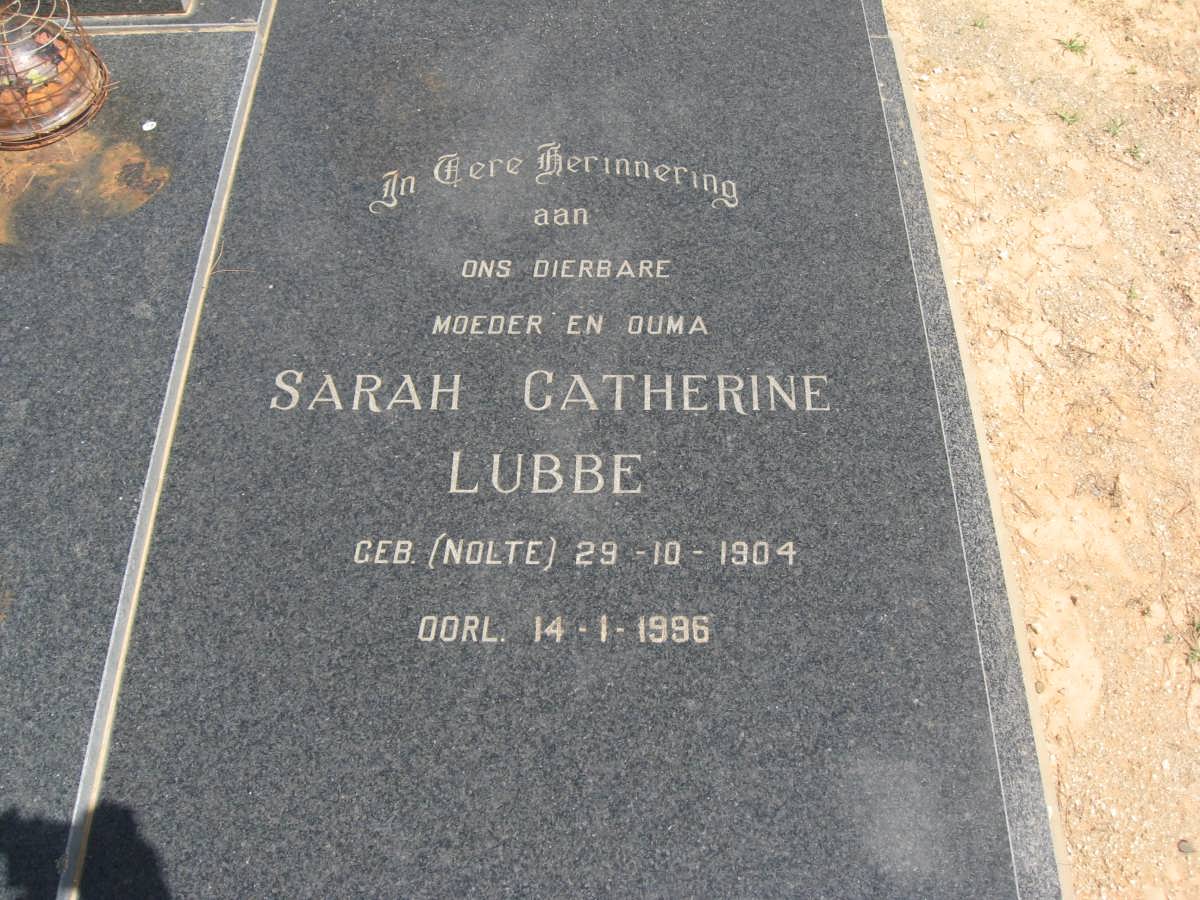 In Tere Herinnering
aan
ONS DIERBARE
MOEDER EN OUMA
SARAH CATHERINE
LUBBE
GEB. (NOLTE) 29-10-1904
OORL. 14-1-1996